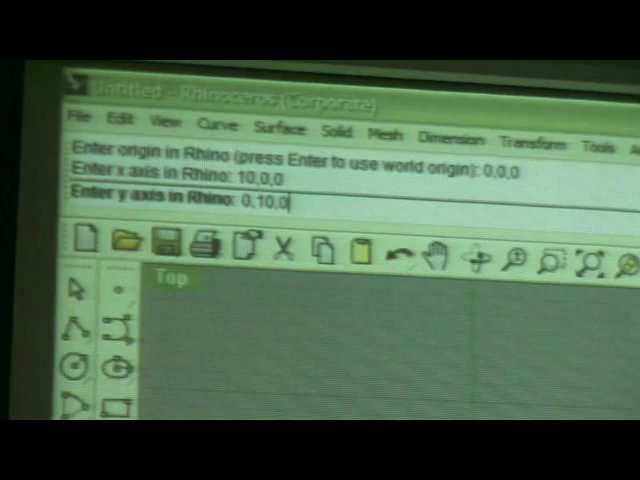 Untitled - Rhinoceros (Corporate)
File Edit View Curve Surface Solid Mesh Dimension Transform Tools
Enter origin in Rhino (press Enter to use world origin): 0,0,0
Enter x axis in Rhino: 10,0,0
Enter y axis in Rhino: 0,10,0
Top